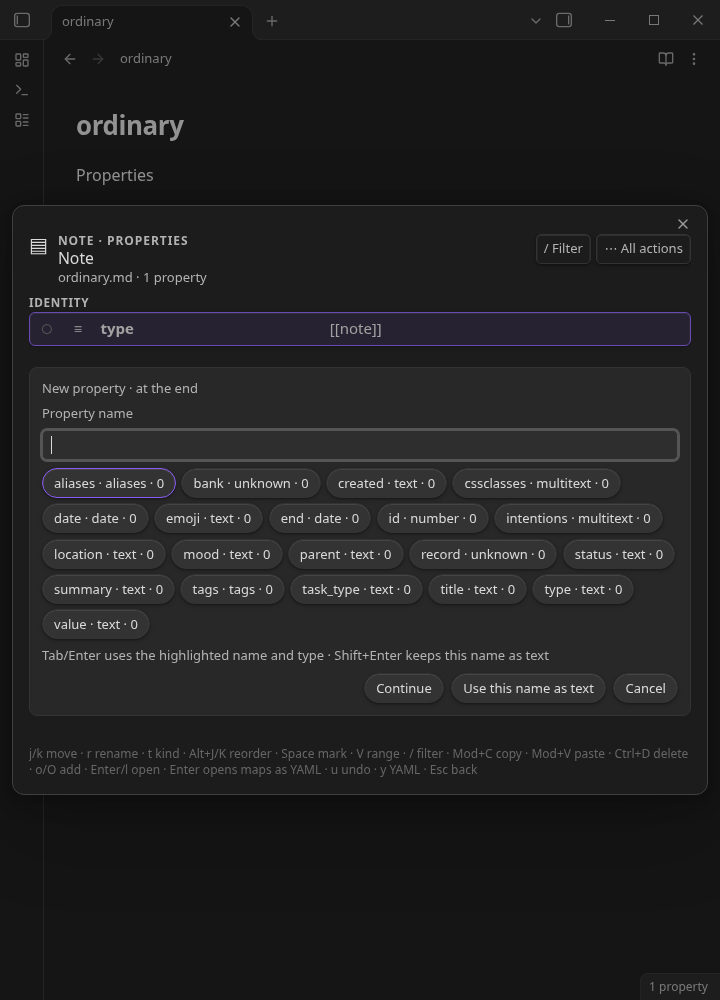 ordinary
ordinary
ordinary
Properties
NOTE · PROPERTIES
Note
ordinary.md · 1 property
/ Filter
··· All actions
IDENTITY
type [[note]]
New property · at the end
Property name
aliases · aliases · 0
bank · unknown · 0
created · text · 0
cssclasses · multitext · 0
date · date · 0
emoji · text · 0
end · date · 0
id · number · 0
intentions · multitext · 0
location · text · 0
mood · text · 0
parent · text · 0
record · unknown · 0
status · text · 0
summary · text · 0
tags · tags · 0
task_type · text · 0
title · text · 0
type · text · 0
value · text · 0
Tab/Enter uses the highlighted name and type · Shift+Enter keeps this name as text
Continue
Use this name as text
Cancel
j/k move · r rename · t kind · Alt+J/K reorder · Space mark · V range · / filter · Mod+C copy · Mod+V paste · Ctrl+D delete
· o/O add · Enter/l open · Enter opens maps as YAML · u undo · y YAML · Esc back
1 property